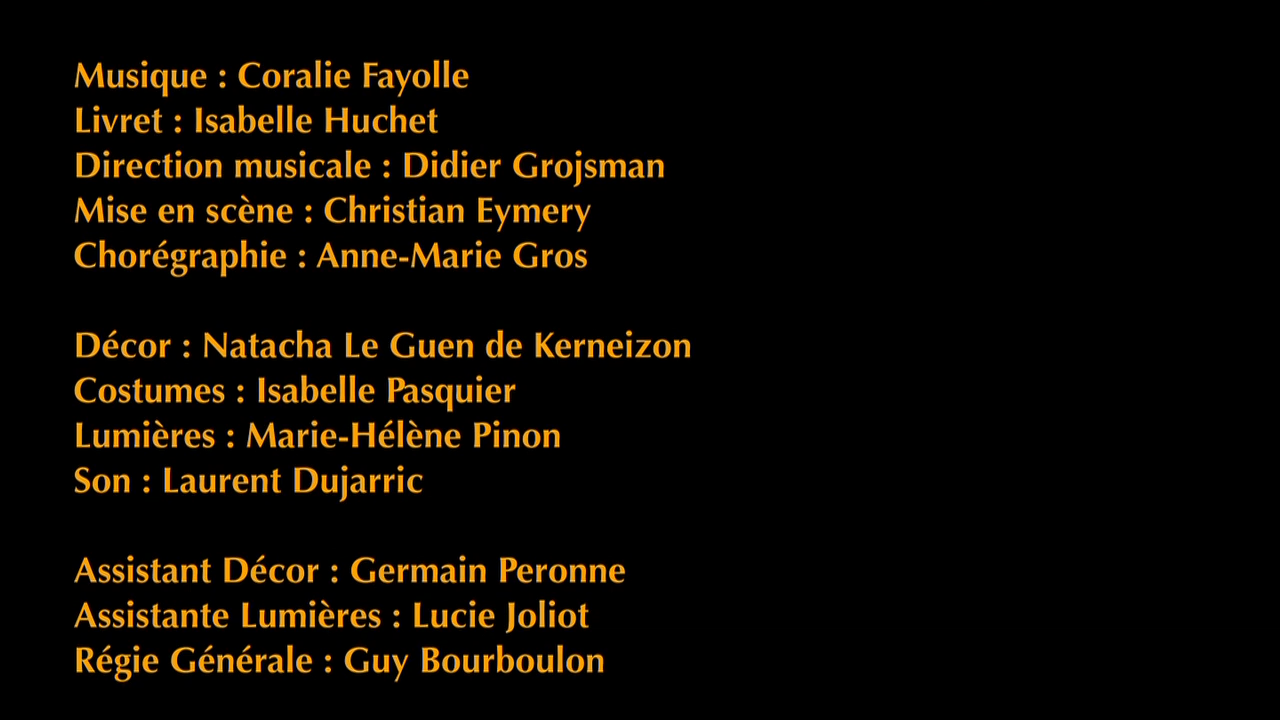 Musique : Coralie Fayolle
Livret : Isabelle Huchet
Direction musicale : Didier Grojsman
Mise en scène : Christian Eymery
Chorégraphie : Anne-Marie Gros
Décor : Natacha Le Guen de Kerneizon
Costumes : Isabelle Pasquier
Lumières : Marie-Hélène Pinon
Son : Laurent Dujarric
Assistant Décor : Germain Peronne
Assistante Lumières : Lucie Joliot
Régie Générale : Guy Bourboulon